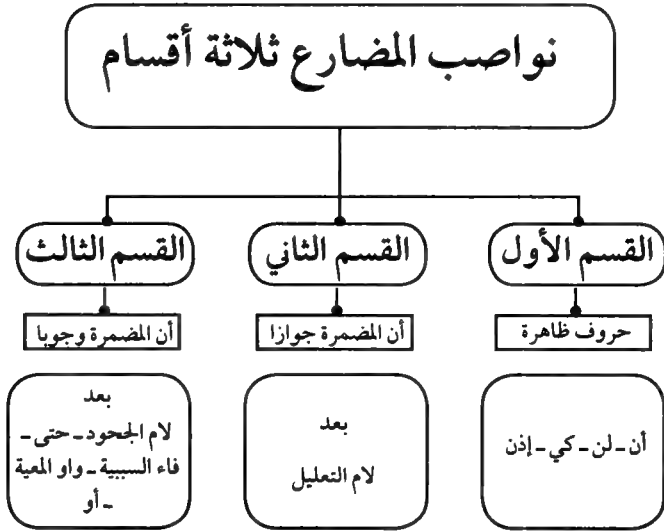 نواصب المضارع ثلاثة أقسام
القسم الأول
القسم الثاني
القسم الثالث
حروف ظاهرة
أن المضمرة جوازا
أن المضمرة وجوبا
أن ـ لن ـ كي ـ إذن
بعد
لام التعليل
بعد
لام الجحود ـ حتى ـ
فاء السببية ـ واو المعية
ـ أو